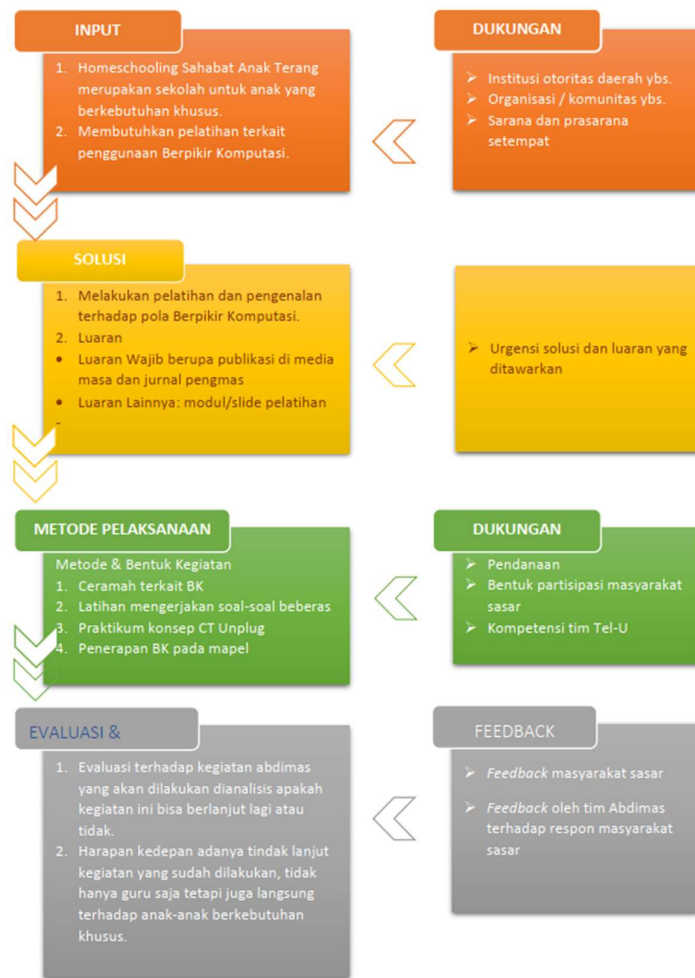 INPUT
1. Homeschooling Sahabat Anak Terang
merupakan sekolah untuk anak yang
berkebutuhan khusus.
2. Membutuhkan pelatihan terkait
penggunaan Berpikir Komputasi.
DUKUNGAN
➤ Institusi otoritas daerah ybs.
➤ Organisasi / komunitas ybs.
➤ Sarana dan prasarana
setempat
SOLUSI
1. Melakukan pelatihan dan pengenalan
terhadap pola Berpikir Komputasi.
2. Luaran
• Luaran Wajib berupa publikasi di media
masa dan jurnal pengmas
• Luaran Lainnya: modul/slide pelatihan
-
➤ Urgensi solusi dan luaran yang
ditawarkan
METODE PELAKSANAAN
Metode & Bentuk Kegiatan
1. Ceramah terkait BK
2. Latihan mengerjakan soal-soal beberas
3. Praktikum konsep CT Unplug
4. Penerapan BK pada mapel
DUKUNGAN
➤ Pendanaan
➤ Bentuk partisipasi masyarakat
sasar
➤ Kompetensi tim Tel-U
EVALUASI &
1. Evaluasi terhadap kegiatan abdimas
yang akan dilakukan dianalisis apakah
kegiatan ini bisa berlanjut lagi atau
tidak.
2. Harapan kedepan adanya tindak lanjut
kegiatan yang sudah dilakukan, tidak
hanya guru saja tetapi juga langsung
terhadap anak-anak berkebutuhan
khusus.
FEEDBACK
➤ Feedback masyarakat sasar
➤ Feedback oleh tim Abdimas
terhadap respon masyarakat
sasar